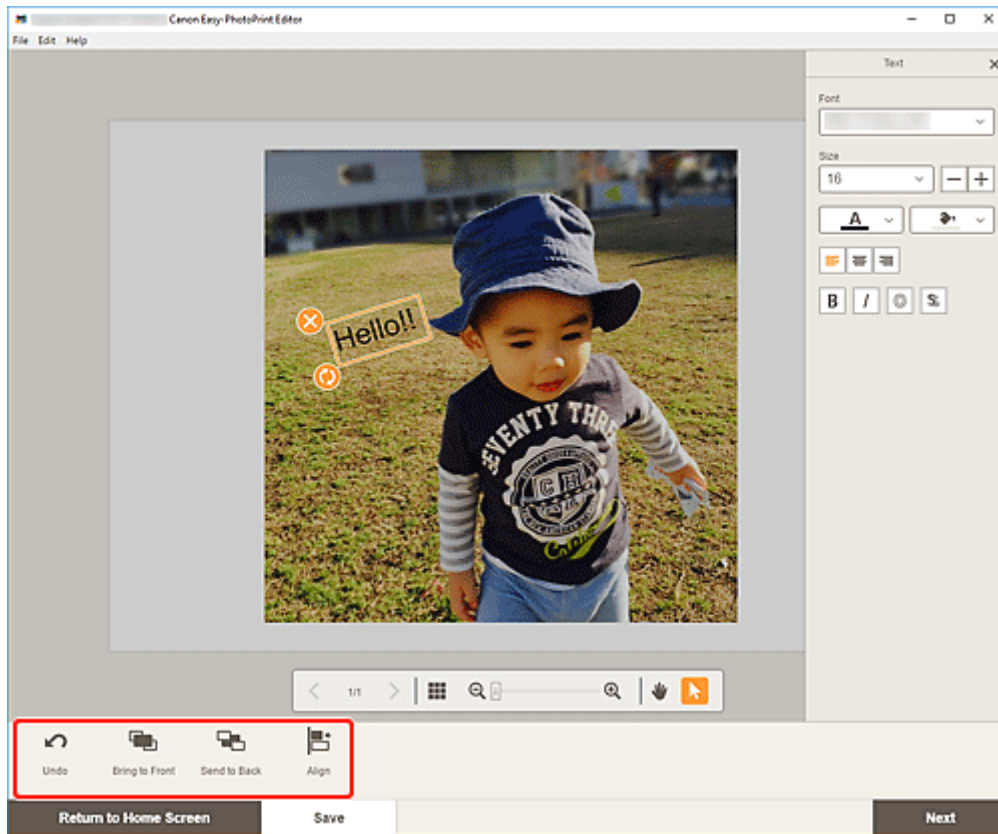 Canon Easy-PhotoPrint Editor
File Edit Help
Text
Font
Size
16
A
B I S
Hello!!
SEVENTY THRE
1/1
Undo Bring to Front Send to Back Align
Return to Home Screen Save Next